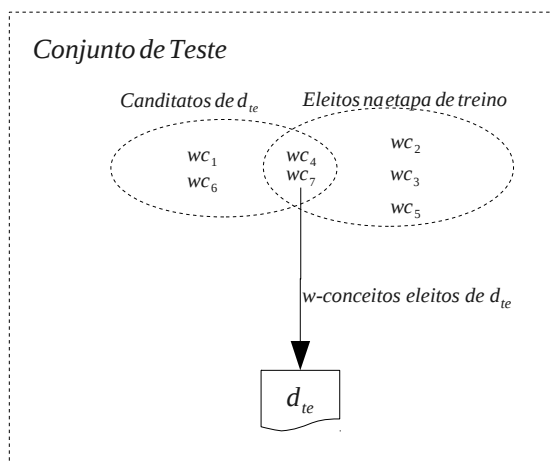 Conjunto de Teste
Canditatos de d_te
Eleitos na etapa de treino
wc_1
wc_6
wc_4
wc_7
wc_2
wc_3
wc_5
w-conceitos eleitos de d_te
d_te